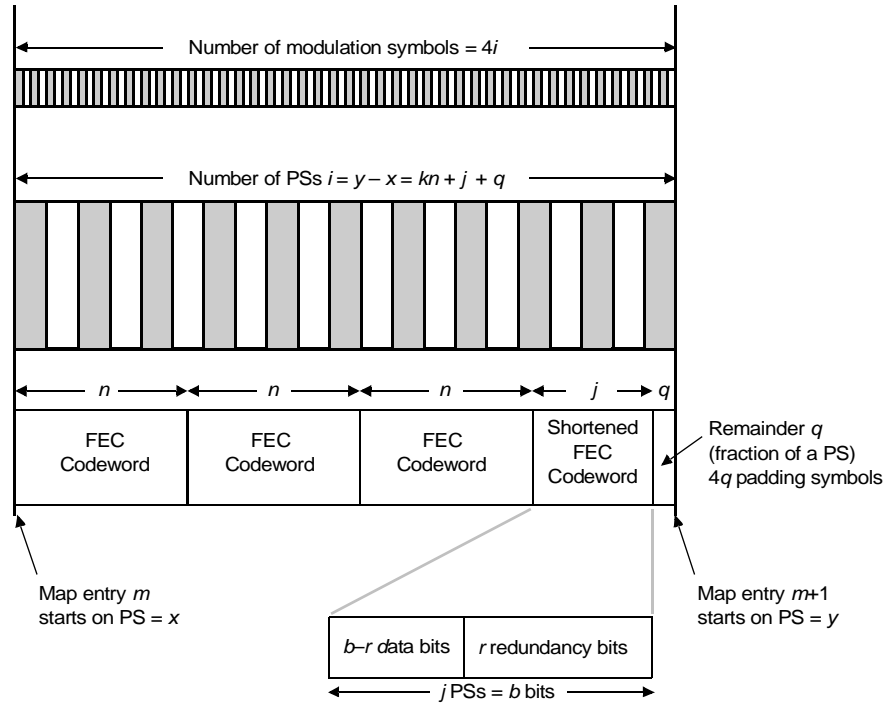 Number of modulation symbols = 4i
Number of PSs i = y – x = kn + j + q
n
n
n
j
q
FEC
Codeword
FEC
Codeword
FEC
Codeword
Shortened
FEC
Codeword
Remainder q
(fraction of a PS)
4q padding symbols
Map entry m
starts on PS = x
Map entry m+1
starts on PS = y
b–r data bits
r redundancy bits
j PSs = b bits